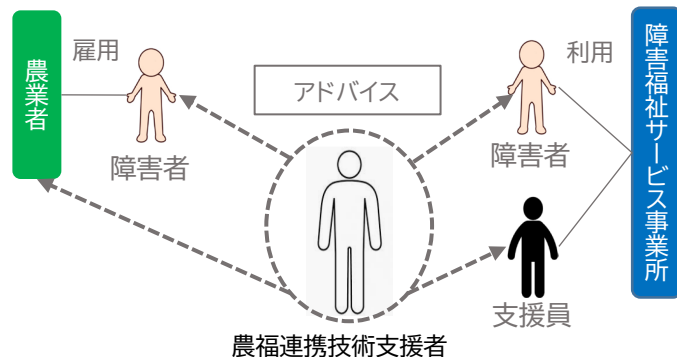 農業者
雇用
障害者
アドバイス
利用
障害者
障害福祉サービス事業所
支援員
農福連携技術支援者